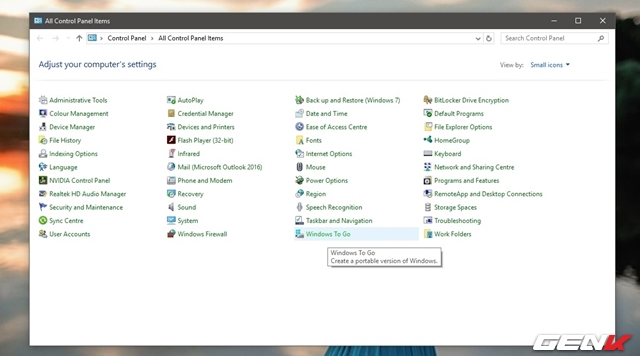 All Control Panel Items
Control Panel > All Control Panel Items
Search Control Panel
Adjust your computer's settings
View by: Small icons
Administrative Tools
AutoPlay
Back up and Restore (Windows 7)
BitLocker Drive Encryption
Colour Management
Credential Manager
Date and Time
Default Programs
Device Manager
Devices and Printers
Ease of Access Centre
File Explorer Options
File History
Flash Player (32-bit)
Fonts
HomeGroup
Indexing Options
Infrared
Internet Options
Keyboard
Language
Mail (Microsoft Outlook 2016)
Mouse
Network and Sharing Centre
NVIDIA Control Panel
Phone and Modem
Power Options
Programs and Features
Realtek HD Audio Manager
Recovery
Region
RemoteApp and Desktop Connections
Security and Maintenance
Sound
Speech Recognition
Storage Spaces
Sync Centre
System
Taskbar and Navigation
Troubleshooting
User Accounts
Windows Firewall
Windows To Go
Work Folders
Windows To Go
Create a portable version of Windows.
GENK